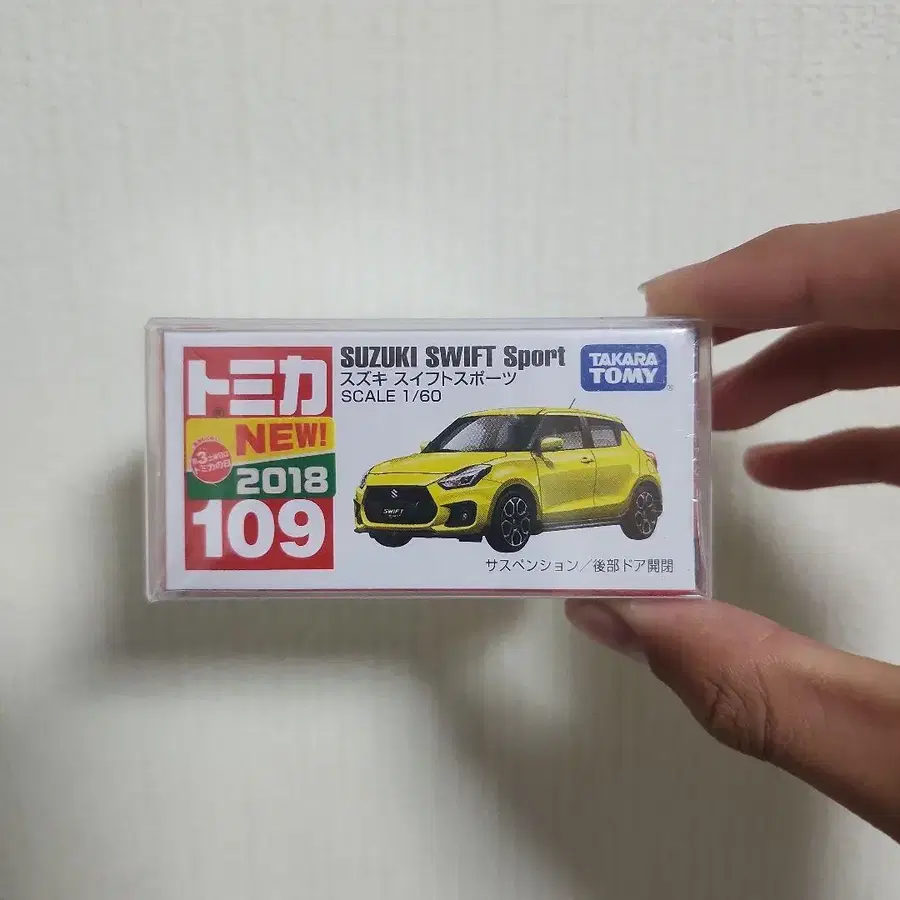 トミカ
NEW!
2018
109
SUZUKI SWIFT Sport
スズキ スイフトスポーツ
SCALE 1/60
TAKARA
TOMY
SWIFT
サスペンション/後部ドア開閉